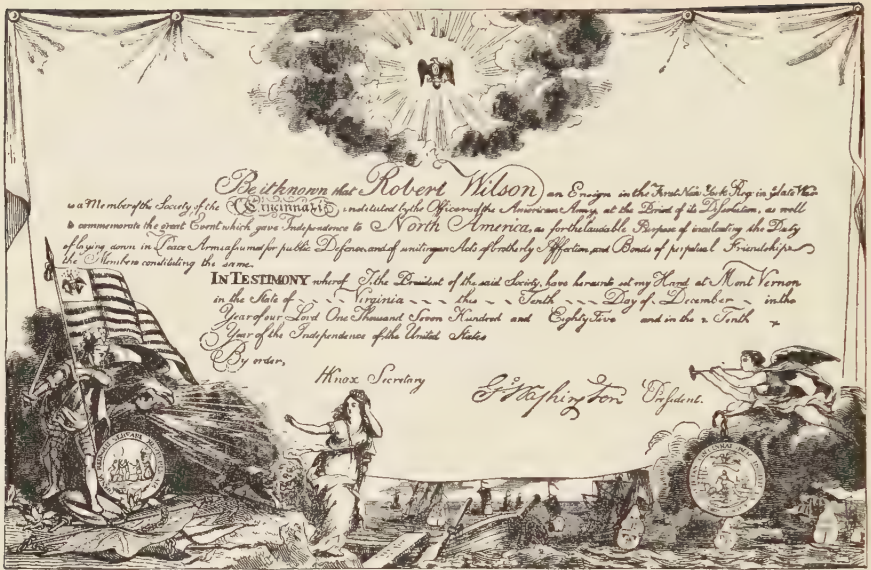 Be it known that Robert Wilson an Ensign in the First New York Reg: in ye late War
is a Member of the Society of the Cincinnati; instituted by the Officers of the American Army, at the Period of its Dissolution, as well
to commemorate the great Event which gave Independence to North America, as for the laudable Purpose of inculcating the Duty
of laying down in Peace Arms assumed for public Defence, and of uniting in Acts of brotherly Affection, and Bonds of perpetual Friendship
the Members constituting the same.
IN TESTIMONY whereof I, the President of the said Society, have hereunto set my Hand at Mont Vernon
in the State of Virginia this Tenth Day of December in the
Year of our Lord One Thousand Seven Hundred and Eighty Five and in the Tenth
Year of the Independence of the United States
By order,
HKnox Secretary
Go Washington President.
SERVARE